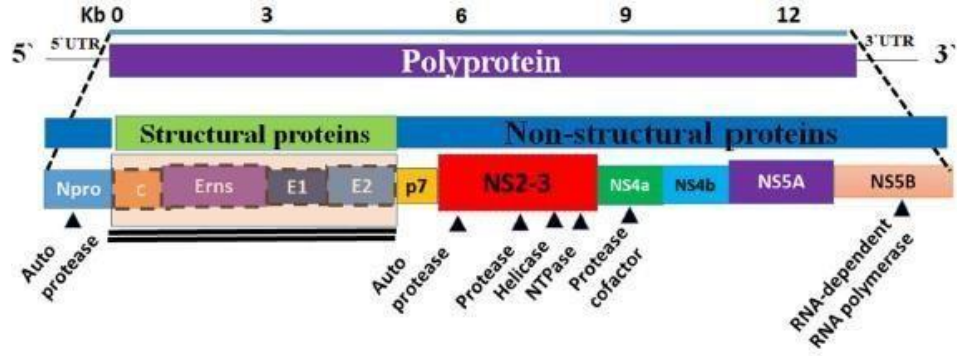 Kb 0 3 6 9 12
5` 5`UTR 3`UTR 3`
Polyprotein
Structural proteins Non-structural proteins
Npro C Erns E1 E2 p7 NS2-3 NS4a NS4b NS5A NS5B
Auto
protease
Auto
protease
Protease
Helicase
NTPase
Protease
cofactor
RNA-dependent
RNA polymerase